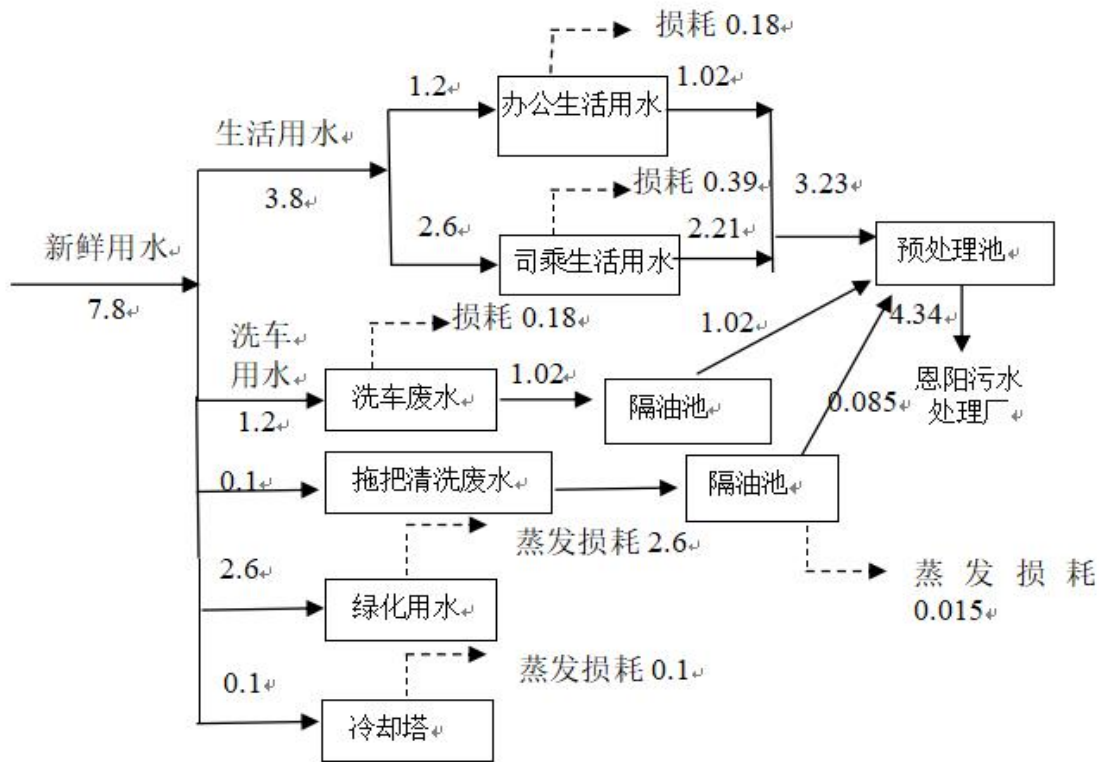 损耗 0.18
1.2
办公生活用水
1.02
生活用水
3.8
损耗 0.39
3.23
2.6
司乘生活用水
2.21
预处理池
新鲜用水
7.8
洗车
用水
损耗 0.18
1.02
4.34
洗车废水
1.02
隔油池
恩阳污水
处理厂
1.2
0.085
0.1
拖把清洗废水
隔油池
蒸发损耗 2.6
2.6
绿化用水
蒸发损耗
0.015
蒸发损耗 0.1
0.1
冷却塔